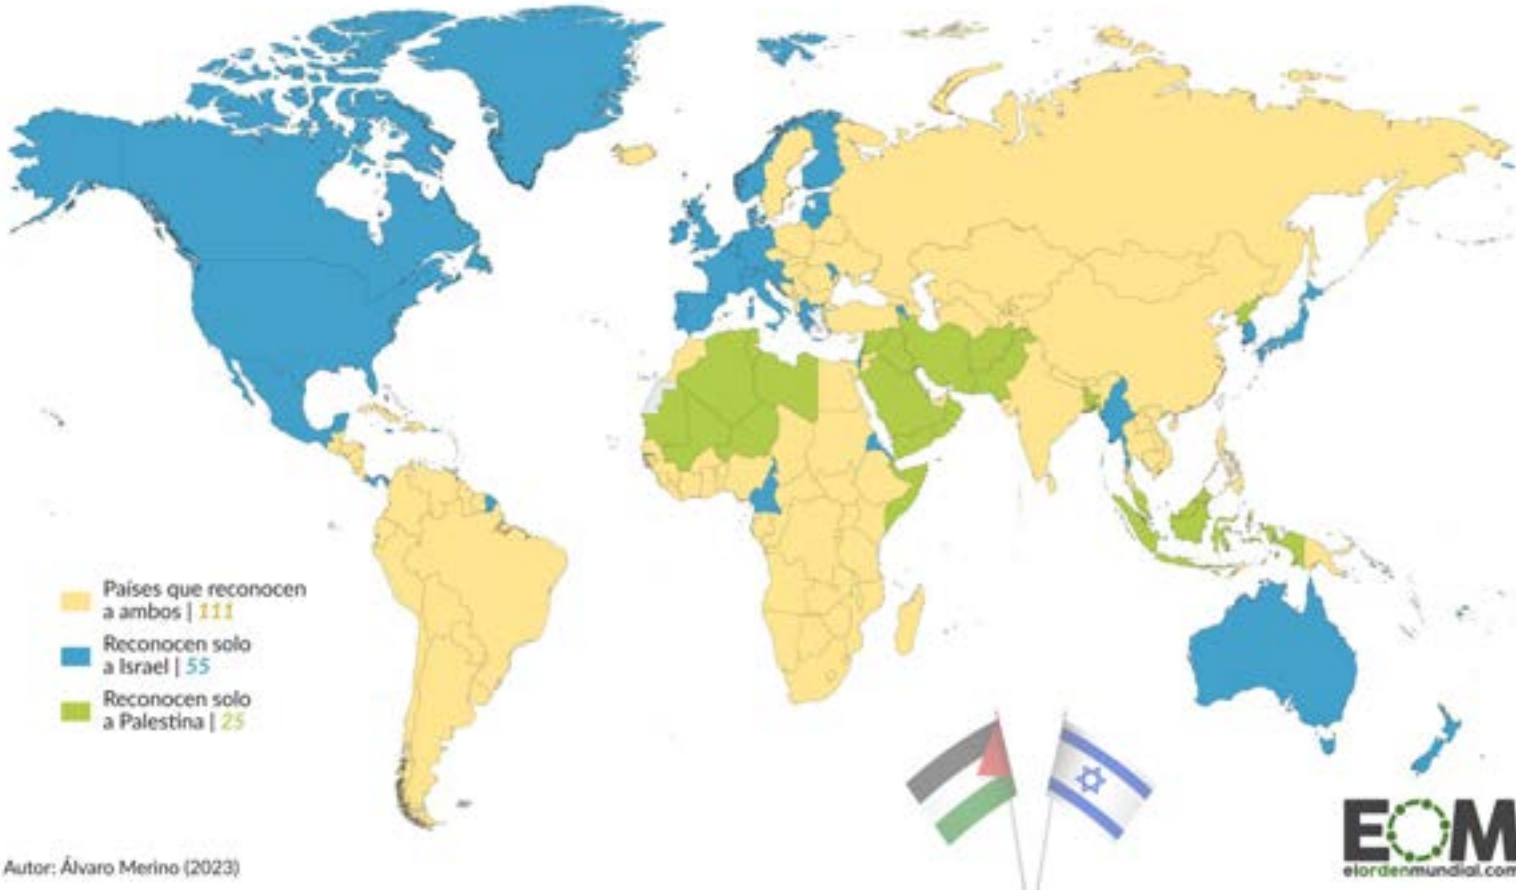 Países que reconocen
a ambos | 111
Reconocen solo
a Israel | 55
Reconocen solo
a Palestina | 25
Autor: Álvaro Merino (2023)
EOM
elordenmundial.com